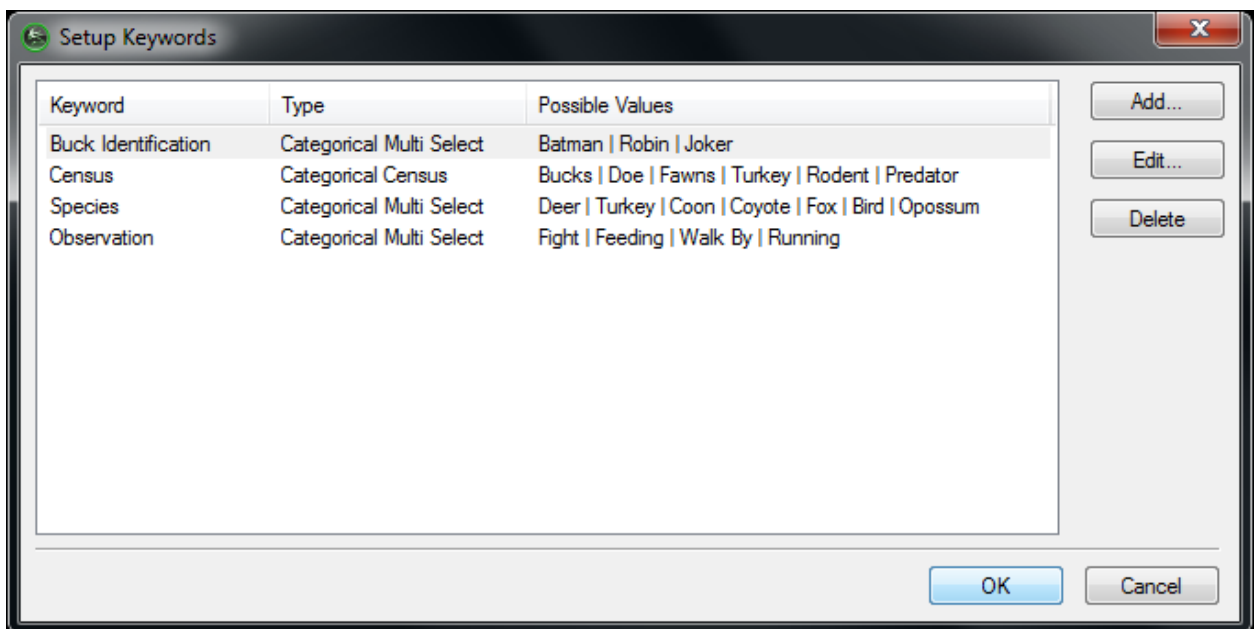 Setup Keywords
Keyword Type Possible Values
Buck Identification Categorical Multi Select Batman | Robin | Joker
Census Categorical Census Bucks | Doe | Fawns | Turkey | Rodent | Predator
Species Categorical Multi Select Deer | Turkey | Coon | Coyote | Fox | Bird | Opossum
Observation Categorical Multi Select Fight | Feeding | Walk By | Running
Add...
Edit...
Delete
OK Cancel